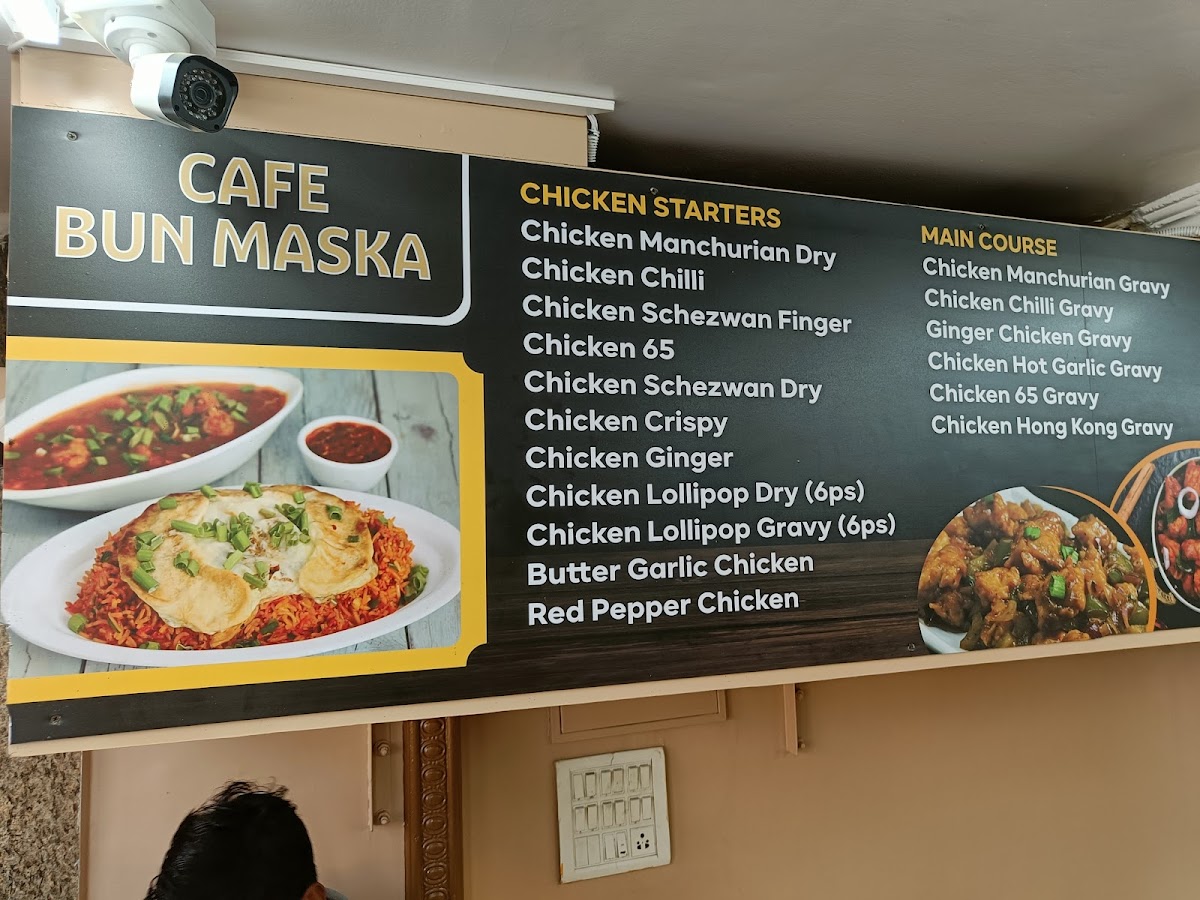 CAFE
BUN MASKA
CHICKEN STARTERS
Chicken Manchurian Dry
Chicken Chilli
Chicken Schezwan Finger
Chicken 65
Chicken Schezwan Dry
Chicken Crispy
Chicken Ginger
Chicken Lollipop Dry (6ps)
Chicken Lollipop Gravy (6ps)
Butter Garlic Chicken
Red Pepper Chicken
MAIN COURSE
Chicken Manchurian Gravy
Chicken Chilli Gravy
Ginger Chicken Gravy
Chicken Hot Garlic Gravy
Chicken 65 Gravy
Chicken Hong Kong Gravy